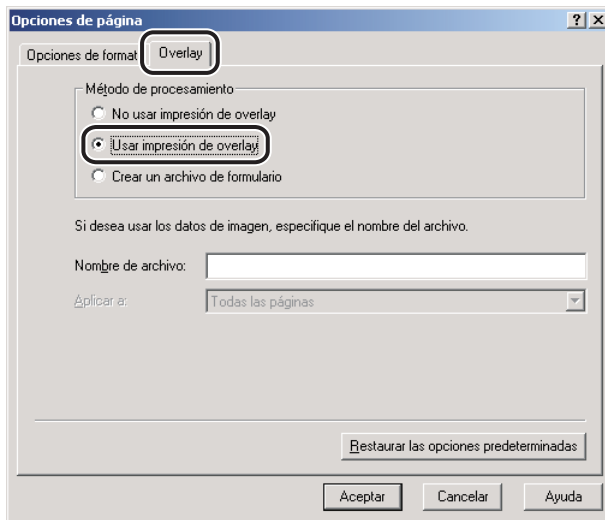 Opciones de página
Opciones de format Overlay
Método de procesamiento
No usar impresión de overlay
Usar impresión de overlay
Crear un archivo de formulario
Si desea usar los datos de imagen, especifique el nombre del archivo.
Nombre de archivo:
Aplicar a: Todas las páginas
Restaurar las opciones predeterminadas
Aceptar Cancelar Ayuda